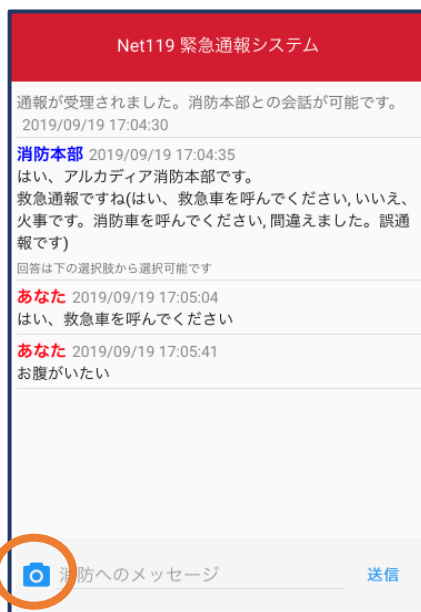 Net119 緊急通報システム
通報が受理されました。消防本部との会話が可能です。
2019/09/19 17:04:30
消防本部 2019/09/19 17:04:35
はい、アルカディア消防本部です。
救急通報ですね(はい、救急車を呼んでください, いいえ、
火事です。消防車を呼んでください, 間違えました。誤通
報です)
回答は下の選択肢から選択可能です
あなた 2019/09/19 17:05:04
はい、救急車を呼んでください
あなた 2019/09/19 17:05:41
お腹がいたい
消防へのメッセージ 送信